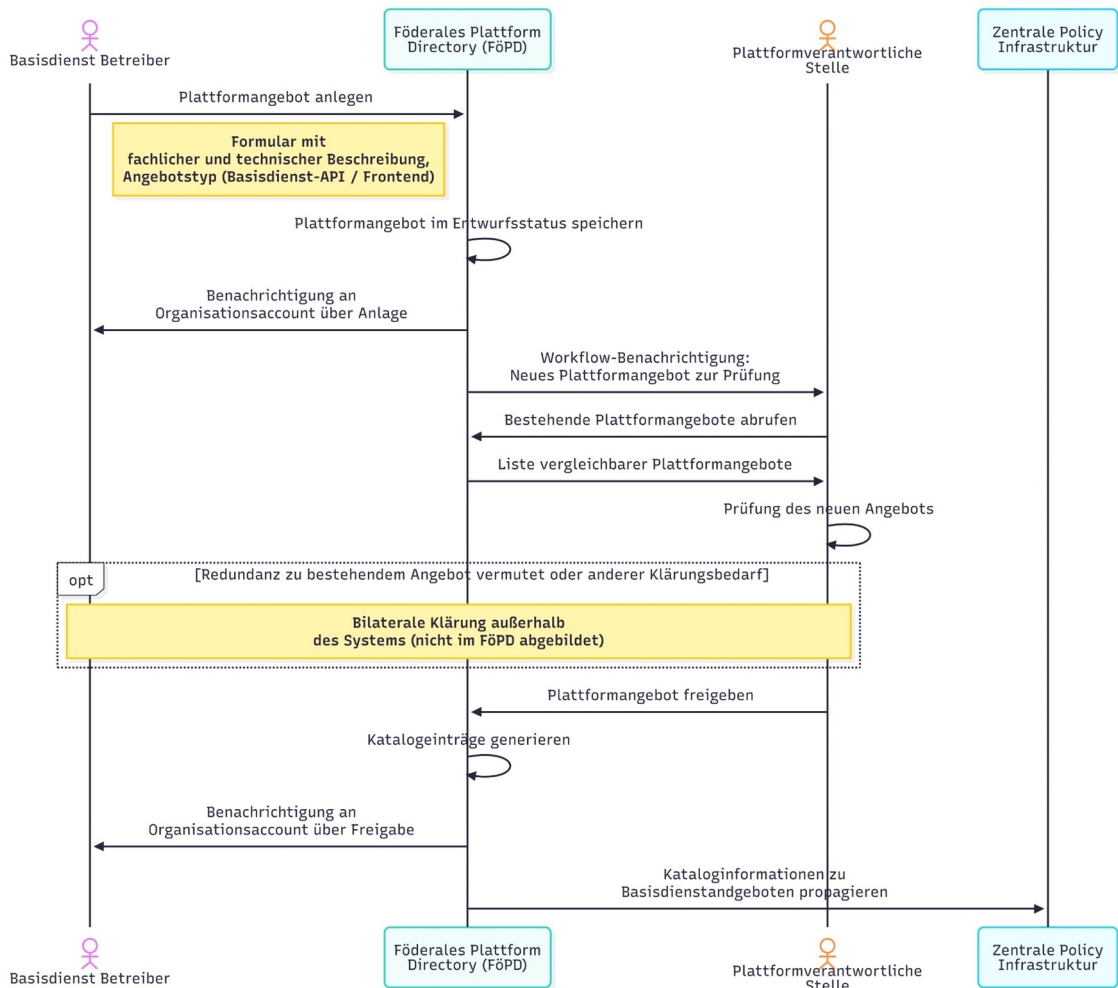 Basisdienst Betreiber
Föderales Plattform
Directory (FöPD)
Plattformverantwortliche
Stelle
Zentrale Policy
Infrastruktur
Plattformangebot anlegen
Formular mit
fachlicher und technischer Beschreibung,
Angebotstyp (Basisdienst-API / Frontend)
Plattformangebot im Entwurfsstatus speichern
Benachrichtigung an
Organisationsaccount über Anlage
Workflow-Benachrichtigung:
Neues Plattformangebot zur Prüfung
Bestehende Plattformangebote abrufen
Liste vergleichbarer Plattformangebote
Prüfung des neuen Angebots
opt
[Redundanz zu bestehendem Angebot vermutet oder anderer Klärungsbedarf]
Bilaterale Klärung außerhalb
des Systems (nicht im FöPD abgebildet)
Plattformangebot freigeben
Katalogeinträge generieren
Benachrichtigung an
Organisationsaccount über Freigabe
Kataloginformationen zu
Basisdienstandgeboten propagieren
Basisdienst Betreiber
Föderales Plattform
Directory (FöPD)
Plattformverantwortliche
Stelle
Zentrale Policy
Infrastruktur